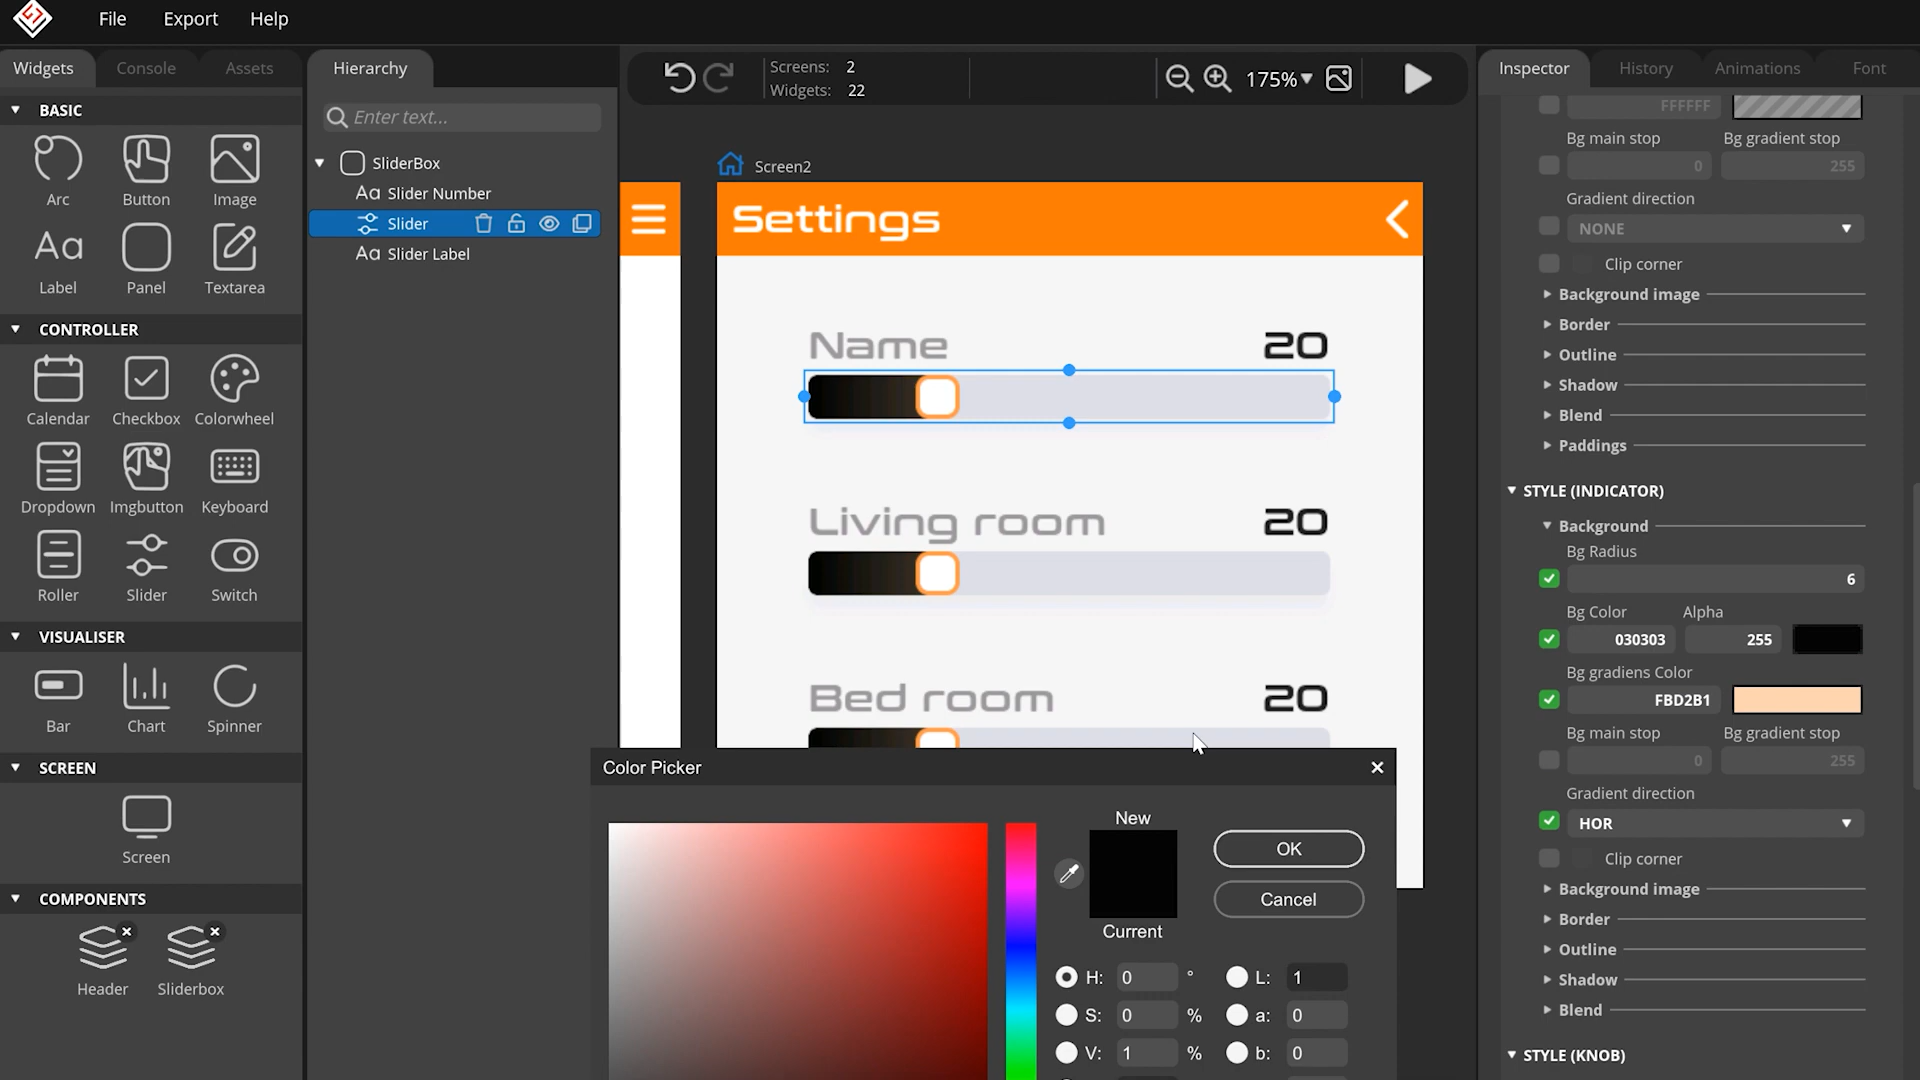 File Export Help
Widgets Console Assets
Hierarchy
Screens: 2
Widgets: 22
175%
Inspector History Animations Font
BASIC
Arc Button Image
Label Panel Textarea
CONTROLLER
Calendar Checkbox Colorwheel
Dropdown Imgbutton Keyboard
Roller Slider Switch
VISUALISER
Bar Chart Spinner
SCREEN
Screen
COMPONENTS
Header Sliderbox
Enter text...
SliderBox
Aa Slider Number
Slider
Aa Slider Label
Screen2
Settings
Name 20
Living room 20
Bed room 20
Color Picker
New
OK
Cancel
Current
H: 0 ° L: 1
S: 0 % a: 0
V: 1 % b: 0
FFFFFF
Bg main stop Bg gradient stop
0 255
Gradient direction
NONE
Clip corner
Background image
Border
Outline
Shadow
Blend
Paddings
STYLE (INDICATOR)
Background
Bg Radius
6
Bg Color Alpha
030303 255
Bg gradiens Color
FBD2B1
Bg main stop Bg gradient stop
0 255
Gradient direction
HOR
Clip corner
Background image
Border
Outline
Shadow
Blend
STYLE (KNOB)